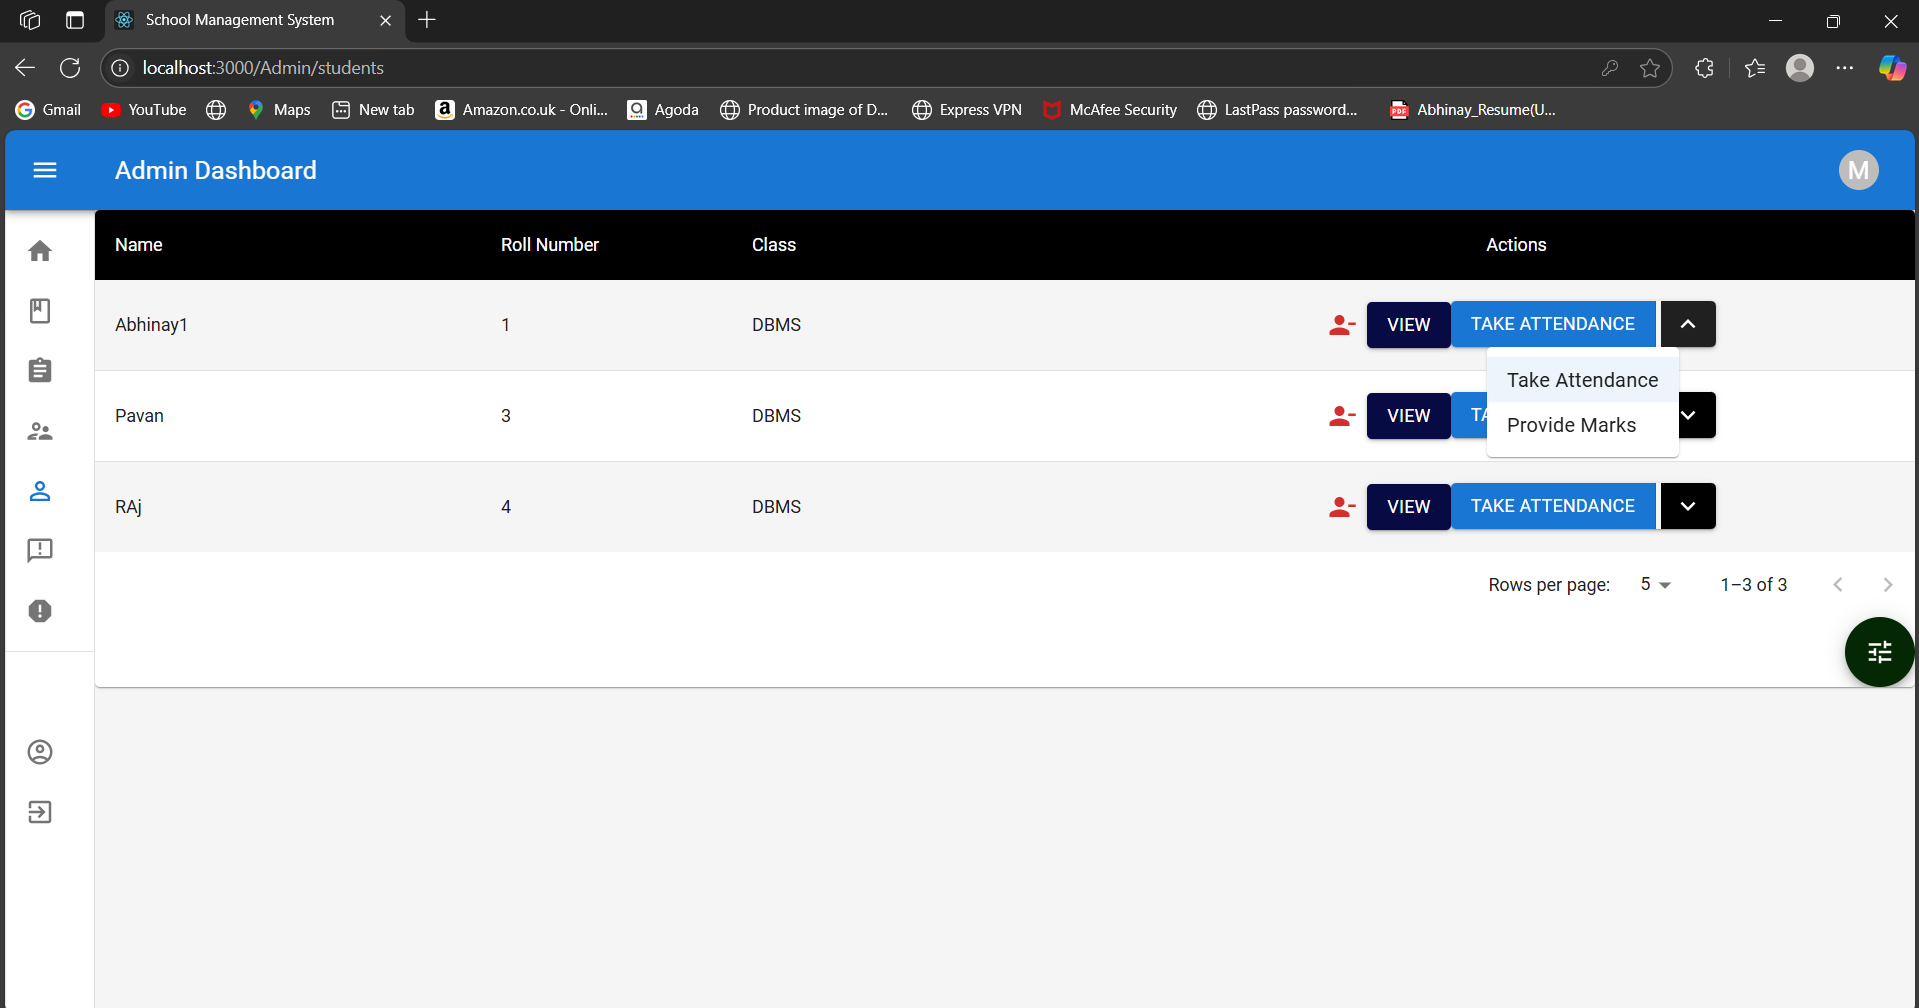 School Management System
localhost:3000/Admin/students
Gmail
YouTube
Maps
New tab
Amazon.co.uk - Onli...
Agoda
Product image of D...
Express VPN
McAfee Security
LastPass password...
PDF
Abhinay_Resume(U...
Admin Dashboard
M
Name Roll Number Class Actions
Abhinay1 1 DBMS VIEW TAKE ATTENDANCE
Take Attendance
Pavan 3 DBMS VIEW TA
Provide Marks
RAj 4 DBMS VIEW TAKE ATTENDANCE
Rows per page: 5 1–3 of 3